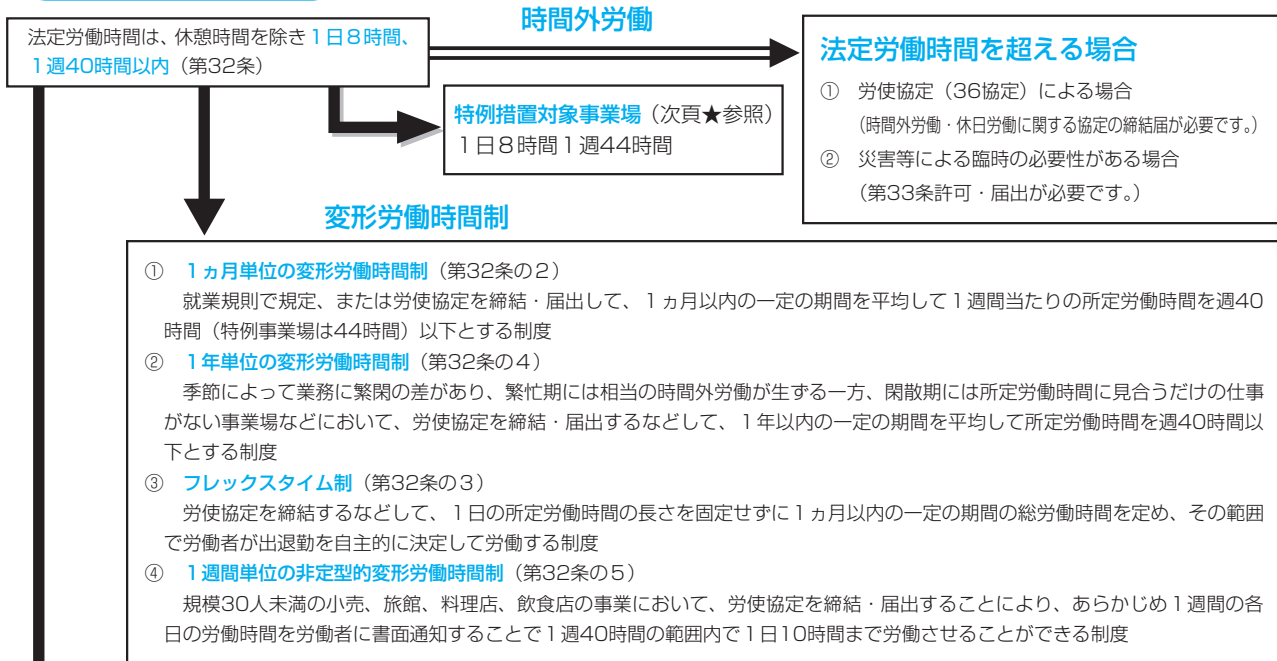 時間外労働
法定労働時間は、休憩時間を除き1日8時間、
1週40時間以内（第32条）
法定労働時間を超える場合
① 労使協定（36協定）による場合
（時間外労働・休日労働に関する協定の締結届が必要です。）
② 災害等による臨時の必要性がある場合
（第33条許可・届出が必要です。）
特例措置対象事業場（次頁★参照）
1日8時間1週44時間
変形労働時間制
① 1ヵ月単位の変形労働時間制（第32条の2）
就業規則で規定、または労使協定を締結・届出して、1ヵ月以内の一定の期間を平均して1週間当たりの所定労働時間を週40
時間（特例事業場は44時間）以下とする制度
② 1年単位の変形労働時間制（第32条の4）
季節によって業務に繁閑の差があり、繁忙期には相当の時間外労働が生ずる一方、閑散期には所定労働時間に見合うだけの仕事
がない事業場などにおいて、労使協定を締結・届出するなどして、1年以内の一定の期間を平均して所定労働時間を週40時間以
下とする制度
③ フレックスタイム制（第32条の3）
労使協定を締結するなどして、1日の所定労働時間の長さを固定せずに1ヵ月以内の一定の期間の総労働時間を定め、その範囲
で労働者が出退勤を自主的に決定して労働する制度
④ 1週間単位の非定型的変形労働時間制（第32条の5）
規模30人未満の小売、旅館、料理店、飲食店の事業において、労使協定を締結・届出することにより、あらかじめ1週間の各
日の労働時間を労働者に書面通知することで1週40時間の範囲内で1日10時間まで労働させることができる制度